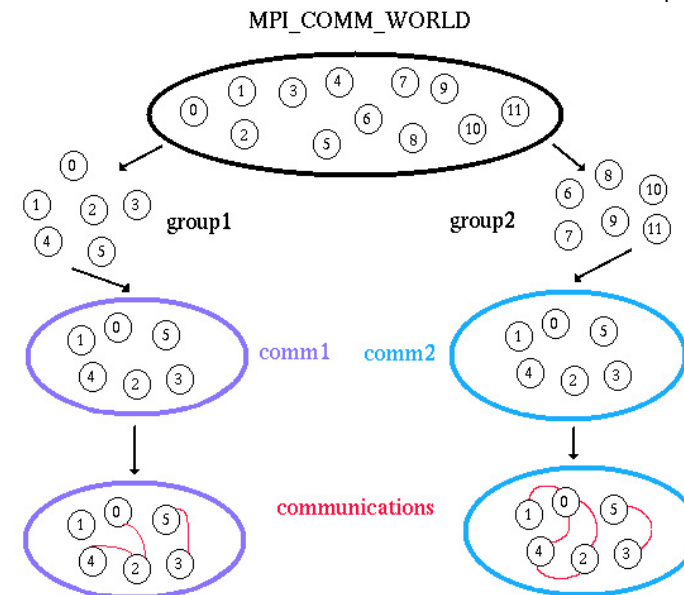 MPI_COMM_WORLD
0 1 3 4 7 9 11
2 5 6 8 10
0
1 2 3
4 5
group1
group2
8
6 10
9
7 11
1 0 5
4 2 3
comm1
comm2
1 0 5
4 2 3
1 0 5
4 2 3
communications
1 0 5
4 2 3